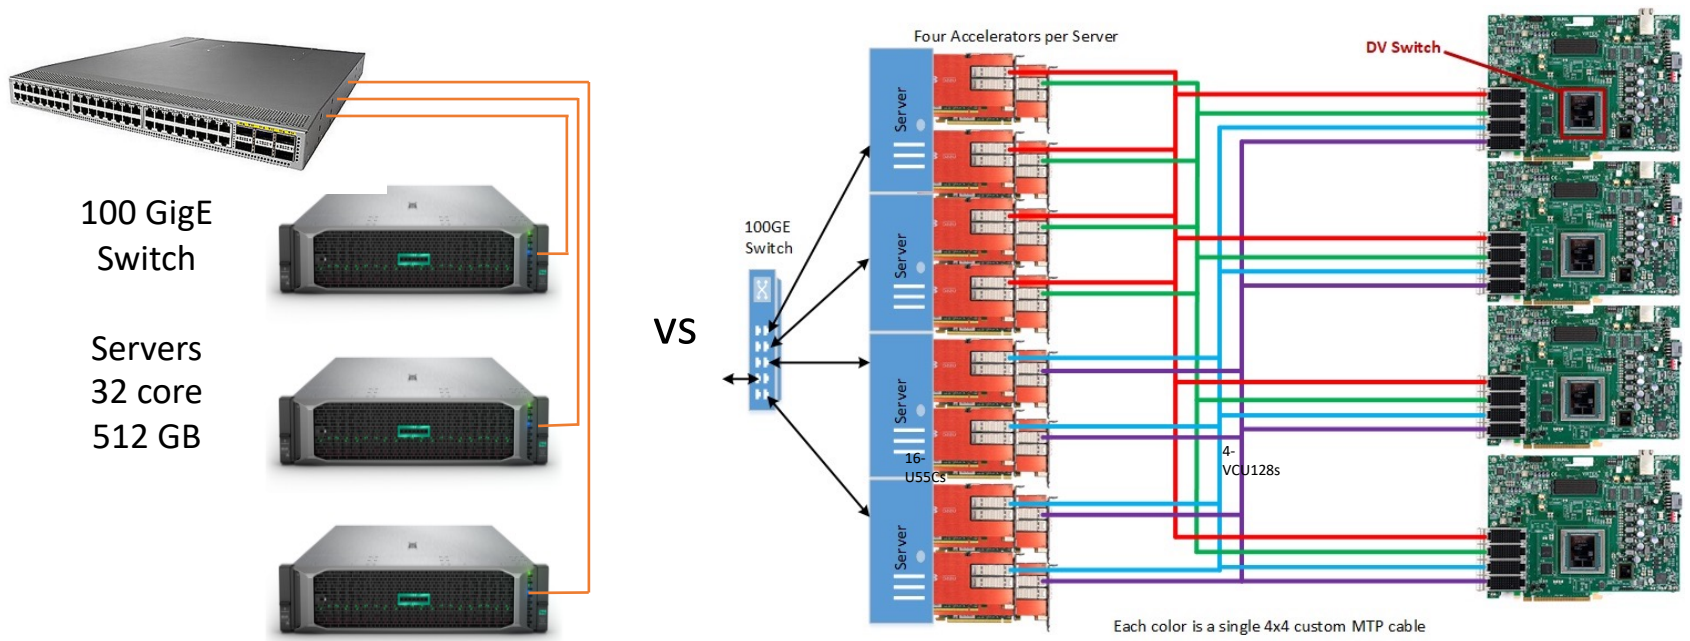 100 GigE
Switch
Servers
32 core
512 GB
vs
100GE
Switch
Four Accelerators per Server
Server
Server
Server
Server
16-
U55Cs
4-
VCU128s
DV Switch
Each color is a single 4x4 custom MTP cable